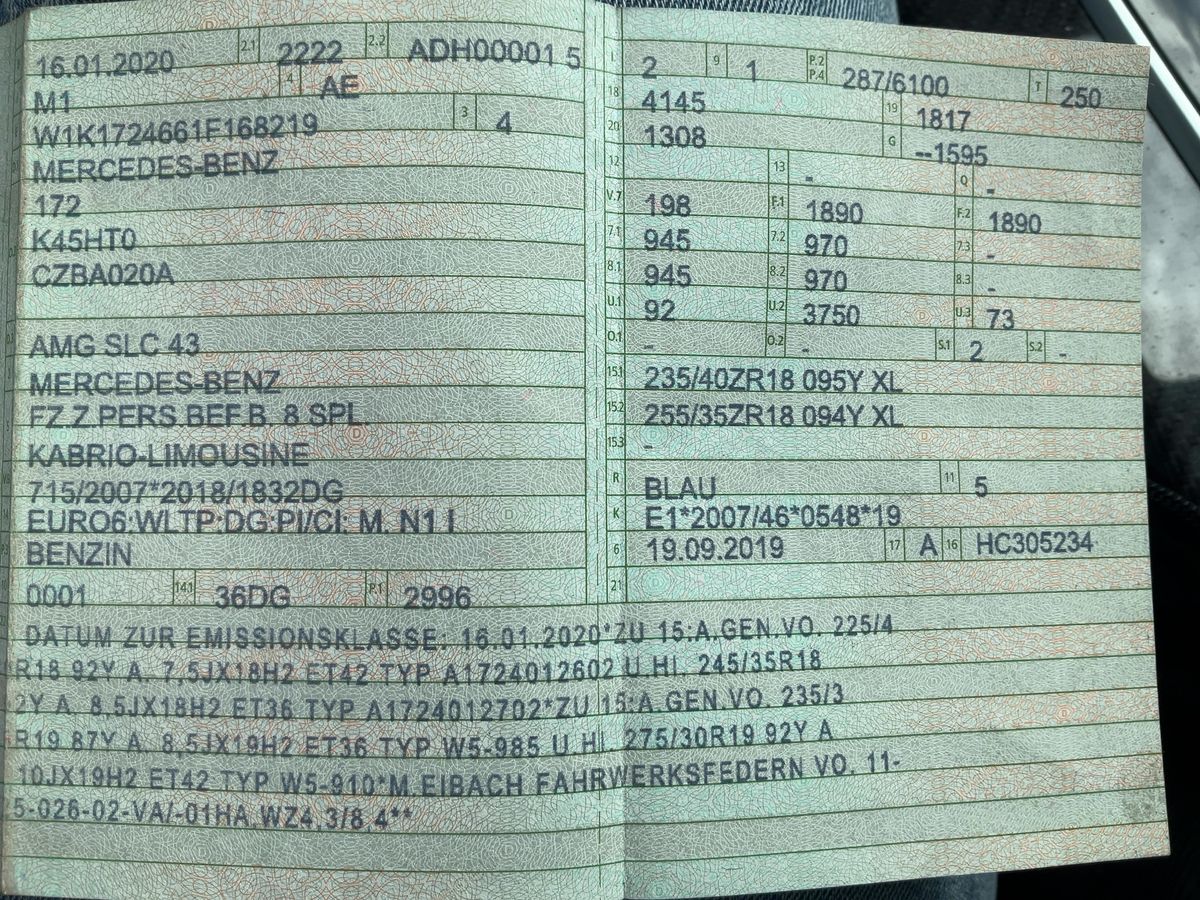 16.01.2020 2.1 2222 2.2 ADH00001 5
M1 4 AE
W1K1724661F168219 3 4
MERCEDES-BENZ
172
K45HT0
CZBA020A
AMG SLC 43
MERCEDES-BENZ
FZ.Z.PERS.BEF.B. 8 SPL.
KABRIO-LIMOUSINE
715/2007*2018/1832DG
EURO6;WLTP;DG;PI/CI; M, N1 I
BENZIN
0001 14.1 36DG P.1 2996
L 2 9 1 P.2 P.4 287/6100 T 250
18 4145 19 1817
20 1308 G --1595
12 13 - Q -
V.7 198 F.1 1890 F.2 1890
7.1 945 7.2 970 7.3 -
8.1 945 8.2 970 8.3 -
U.1 92 U.2 3750 U.3 73
O.1 - O.2 - S.1 2 S.2 -
15.1 235/40ZR18 095Y XL
15.2 255/35ZR18 094Y XL
15.3 -
R BLAU 11 5
K E1*2007/46*0548*19
6 19.09.2019 17 A 16 HC305234
21
DATUM ZUR EMISSIONSKLASSE: 16.01.2020*ZU 15:A.GEN.VO. 225/4
R18 92Y A. 7,5JX18H2 ET42 TYP A1724012602 U.HI. 245/35R18
2Y A. 8,5JX18H2 ET36 TYP A1724012702*ZU 15:A.GEN.VO. 235/3
R19 87Y A. 8,5JX19H2 ET36 TYP W5-985 U.HI. 275/30R19 92Y A
10JX19H2 ET42 TYP W5-910*M.EIBACH FAHRWERKSFEDERN VO. 11-
5-026-02-VA/-01HA,WZ4,3/8,4**